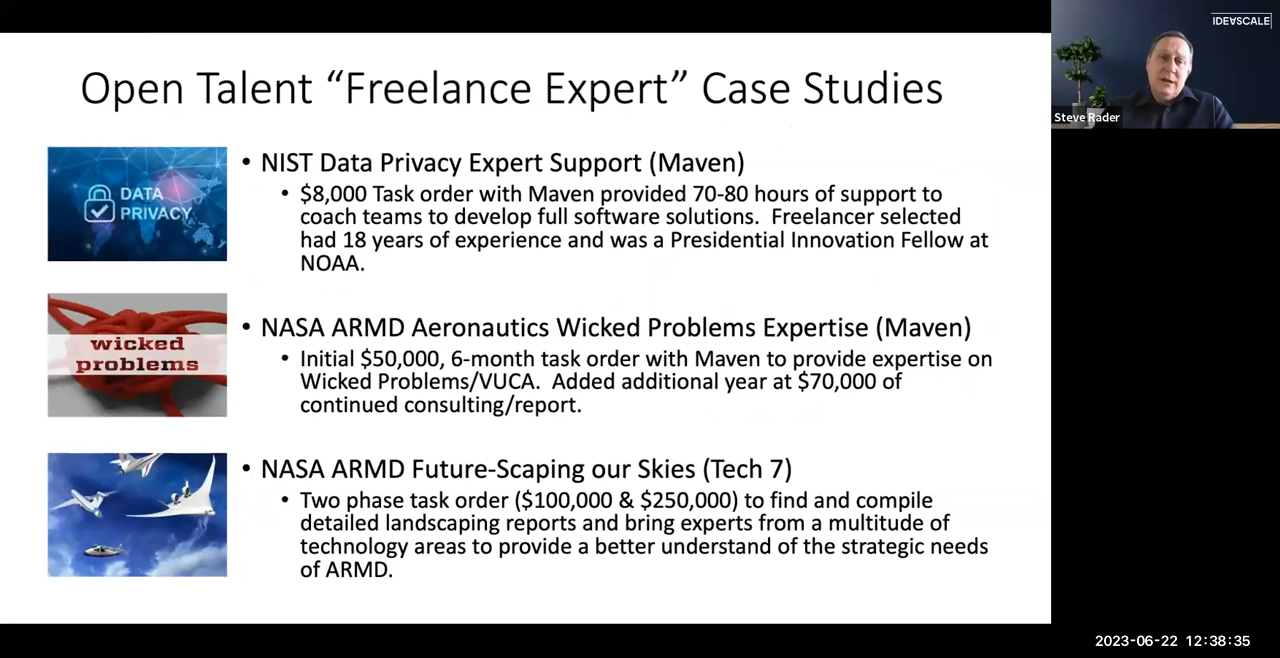 IDEASCALE
Steve Rader
Open Talent “Freelance Expert” Case Studies
DATA
PRIVACY
• NIST Data Privacy Expert Support (Maven)
• $8,000 Task order with Maven provided 70-80 hours of support to
coach teams to develop full software solutions.  Freelancer selected
had 18 years of experience and was a Presidential Innovation Fellow at
NOAA.
wicked
problems
• NASA ARMD Aeronautics Wicked Problems Expertise (Maven)
• Initial $50,000, 6-month task order with Maven to provide expertise on
Wicked Problems/VUCA.  Added additional year at $70,000 of
continued consulting/report.
• NASA ARMD Future-Scaping our Skies (Tech 7)
• Two phase task order ($100,000 & $250,000) to find and compile
detailed landscaping reports and bring experts from a multitude of
technology areas to provide a better understand of the strategic needs
of ARMD.
2023-06-22 12:38:35